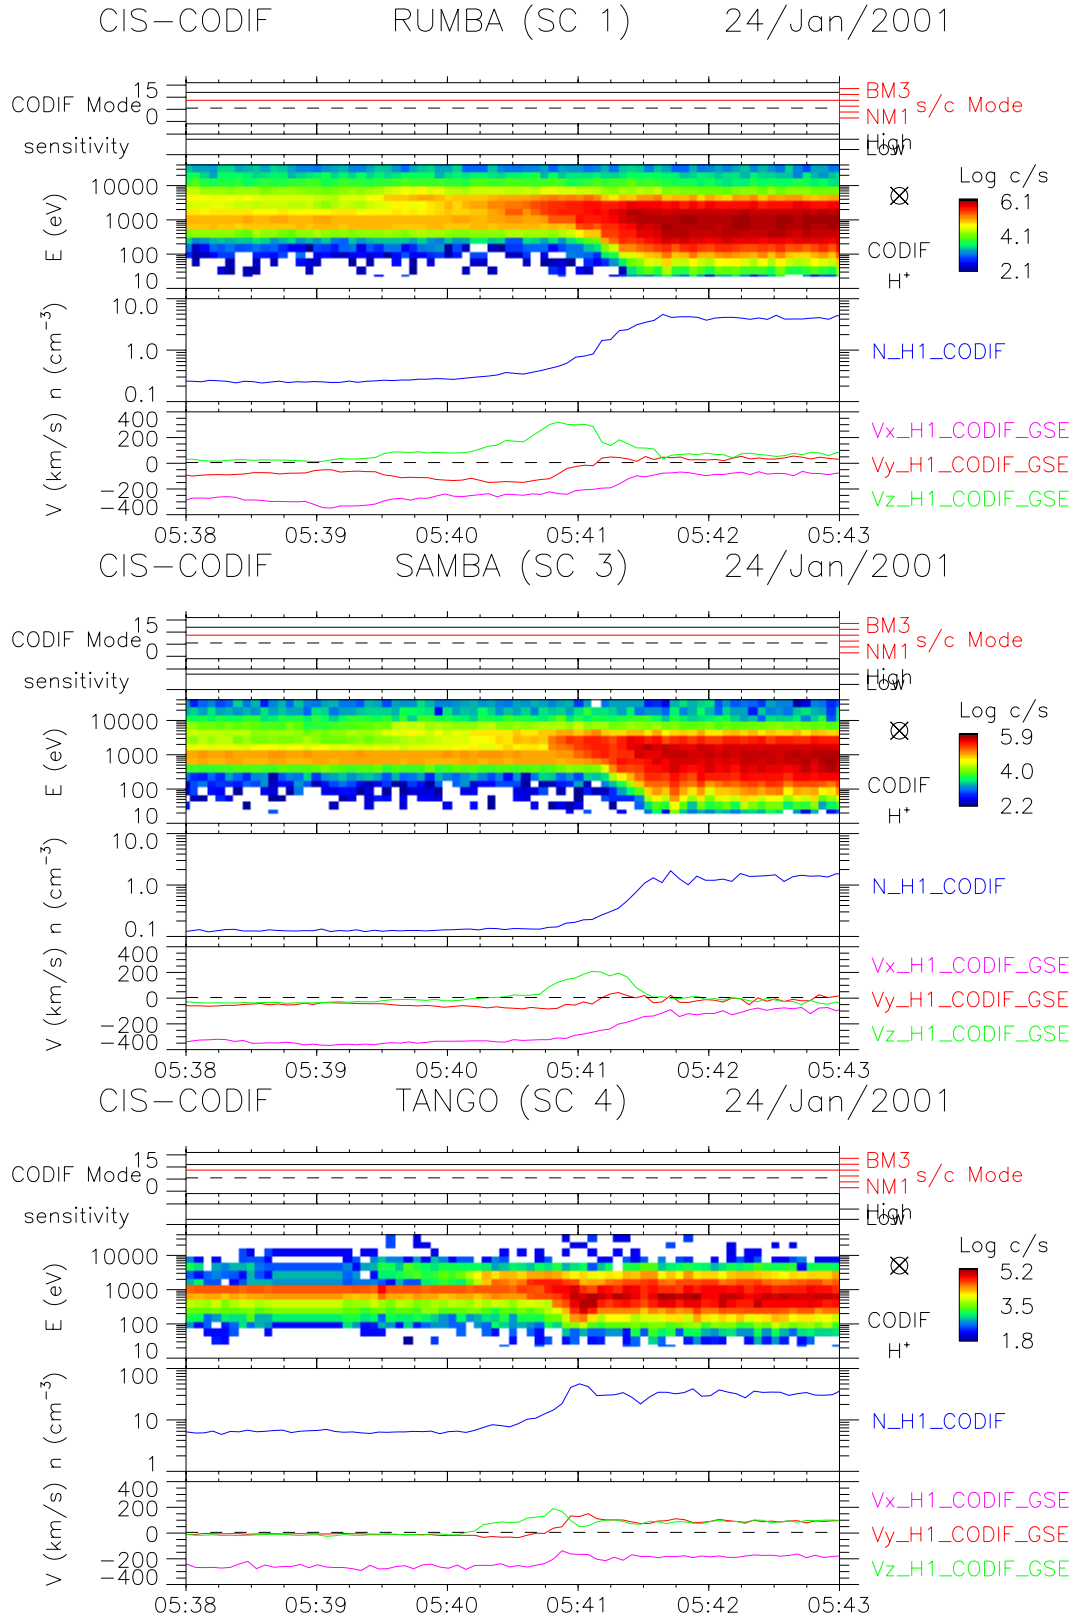 CIS-CODIF RUMBA (SC 1) 24/Jan/2001
15 BM3
CODIF Mode s/c Mode
0 NM1
sensitivity High
Low
Log c/s
10000 6.1
1000 4.1
100 2.1
10
E (eV)
CODIF
H+
10.0
1.0
0.1
n (cm-3)
N_H1_CODIF
400
200
0
-200
-400
V (km/s)
Vx_H1_CODIF_GSE
Vy_H1_CODIF_GSE
Vz_H1_CODIF_GSE
05:38 05:39 05:40 05:41 05:42 05:43
CIS-CODIF SAMBA (SC 3) 24/Jan/2001
15 BM3
CODIF Mode s/c Mode
0 NM1
sensitivity High
Low
Log c/s
10000 5.9
1000 4.0
100 2.2
10
E (eV)
CODIF
H+
10.0
1.0
0.1
n (cm-3)
N_H1_CODIF
400
200
0
-200
-400
V (km/s)
Vx_H1_CODIF_GSE
Vy_H1_CODIF_GSE
Vz_H1_CODIF_GSE
05:38 05:39 05:40 05:41 05:42 05:43
CIS-CODIF TANGO (SC 4) 24/Jan/2001
15 BM3
CODIF Mode s/c Mode
0 NM1
sensitivity High
Low
Log c/s
10000 5.2
1000 3.5
100 1.8
10
E (eV)
CODIF
H+
100
10
1
n (cm-3)
N_H1_CODIF
400
200
0
-200
-400
V (km/s)
Vx_H1_CODIF_GSE
Vy_H1_CODIF_GSE
Vz_H1_CODIF_GSE
05:38 05:39 05:40 05:41 05:42 05:43